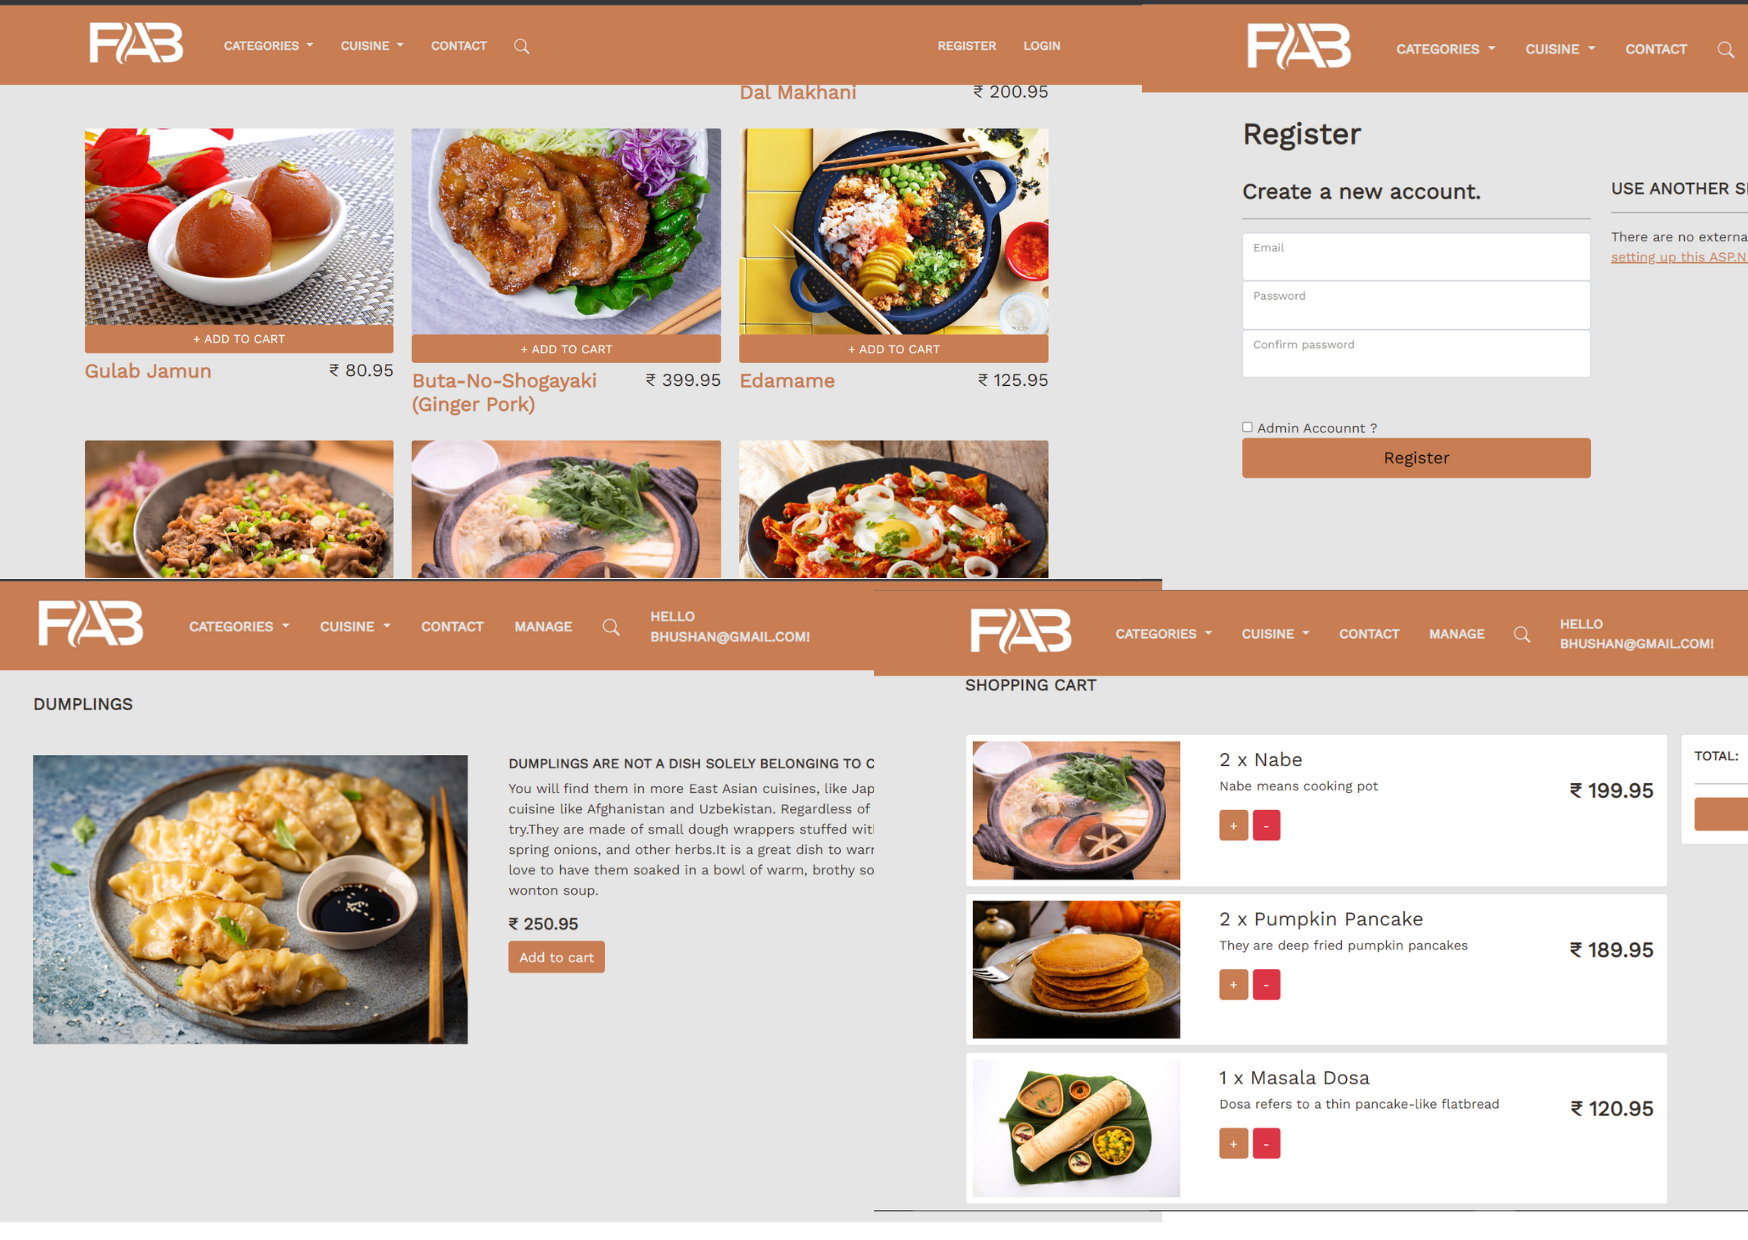 FAB
CATEGORIES
CUISINE
CONTACT
REGISTER
LOGIN
Dal Makhani
₹ 200.95
+ ADD TO CART
Gulab Jamun
₹ 80.95
+ ADD TO CART
Buta-No-Shogayaki
(Ginger Pork)
₹ 399.95
+ ADD TO CART
Edamame
₹ 125.95
FAB
CATEGORIES
CUISINE
CONTACT
Register
Create a new account.
Email
Password
Confirm password
Admin Accounnt ?
Register
USE ANOTHER S
There are no externa
setting up this ASP.N
FAB
CATEGORIES
CUISINE
CONTACT
MANAGE
HELLO
BHUSHAN@GMAIL.COM!
DUMPLINGS
DUMPLINGS ARE NOT A DISH SOLELY BELONGING TO C
You will find them in more East Asian cuisines, like Jap
cuisine like Afghanistan and Uzbekistan. Regardless of
try.They are made of small dough wrappers stuffed wit
spring onions, and other herbs.It is a great dish to warr
love to have them soaked in a bowl of warm, brothy so
wonton soup.
₹ 250.95
Add to cart
FAB
CATEGORIES
CUISINE
CONTACT
MANAGE
HELLO
BHUSHAN@GMAIL.COM!
SHOPPING CART
2 x Nabe
Nabe means cooking pot
₹ 199.95
+ -
2 x Pumpkin Pancake
They are deep fried pumpkin pancakes
₹ 189.95
+ -
1 x Masala Dosa
Dosa refers to a thin pancake-like flatbread
₹ 120.95
+ -
TOTAL: